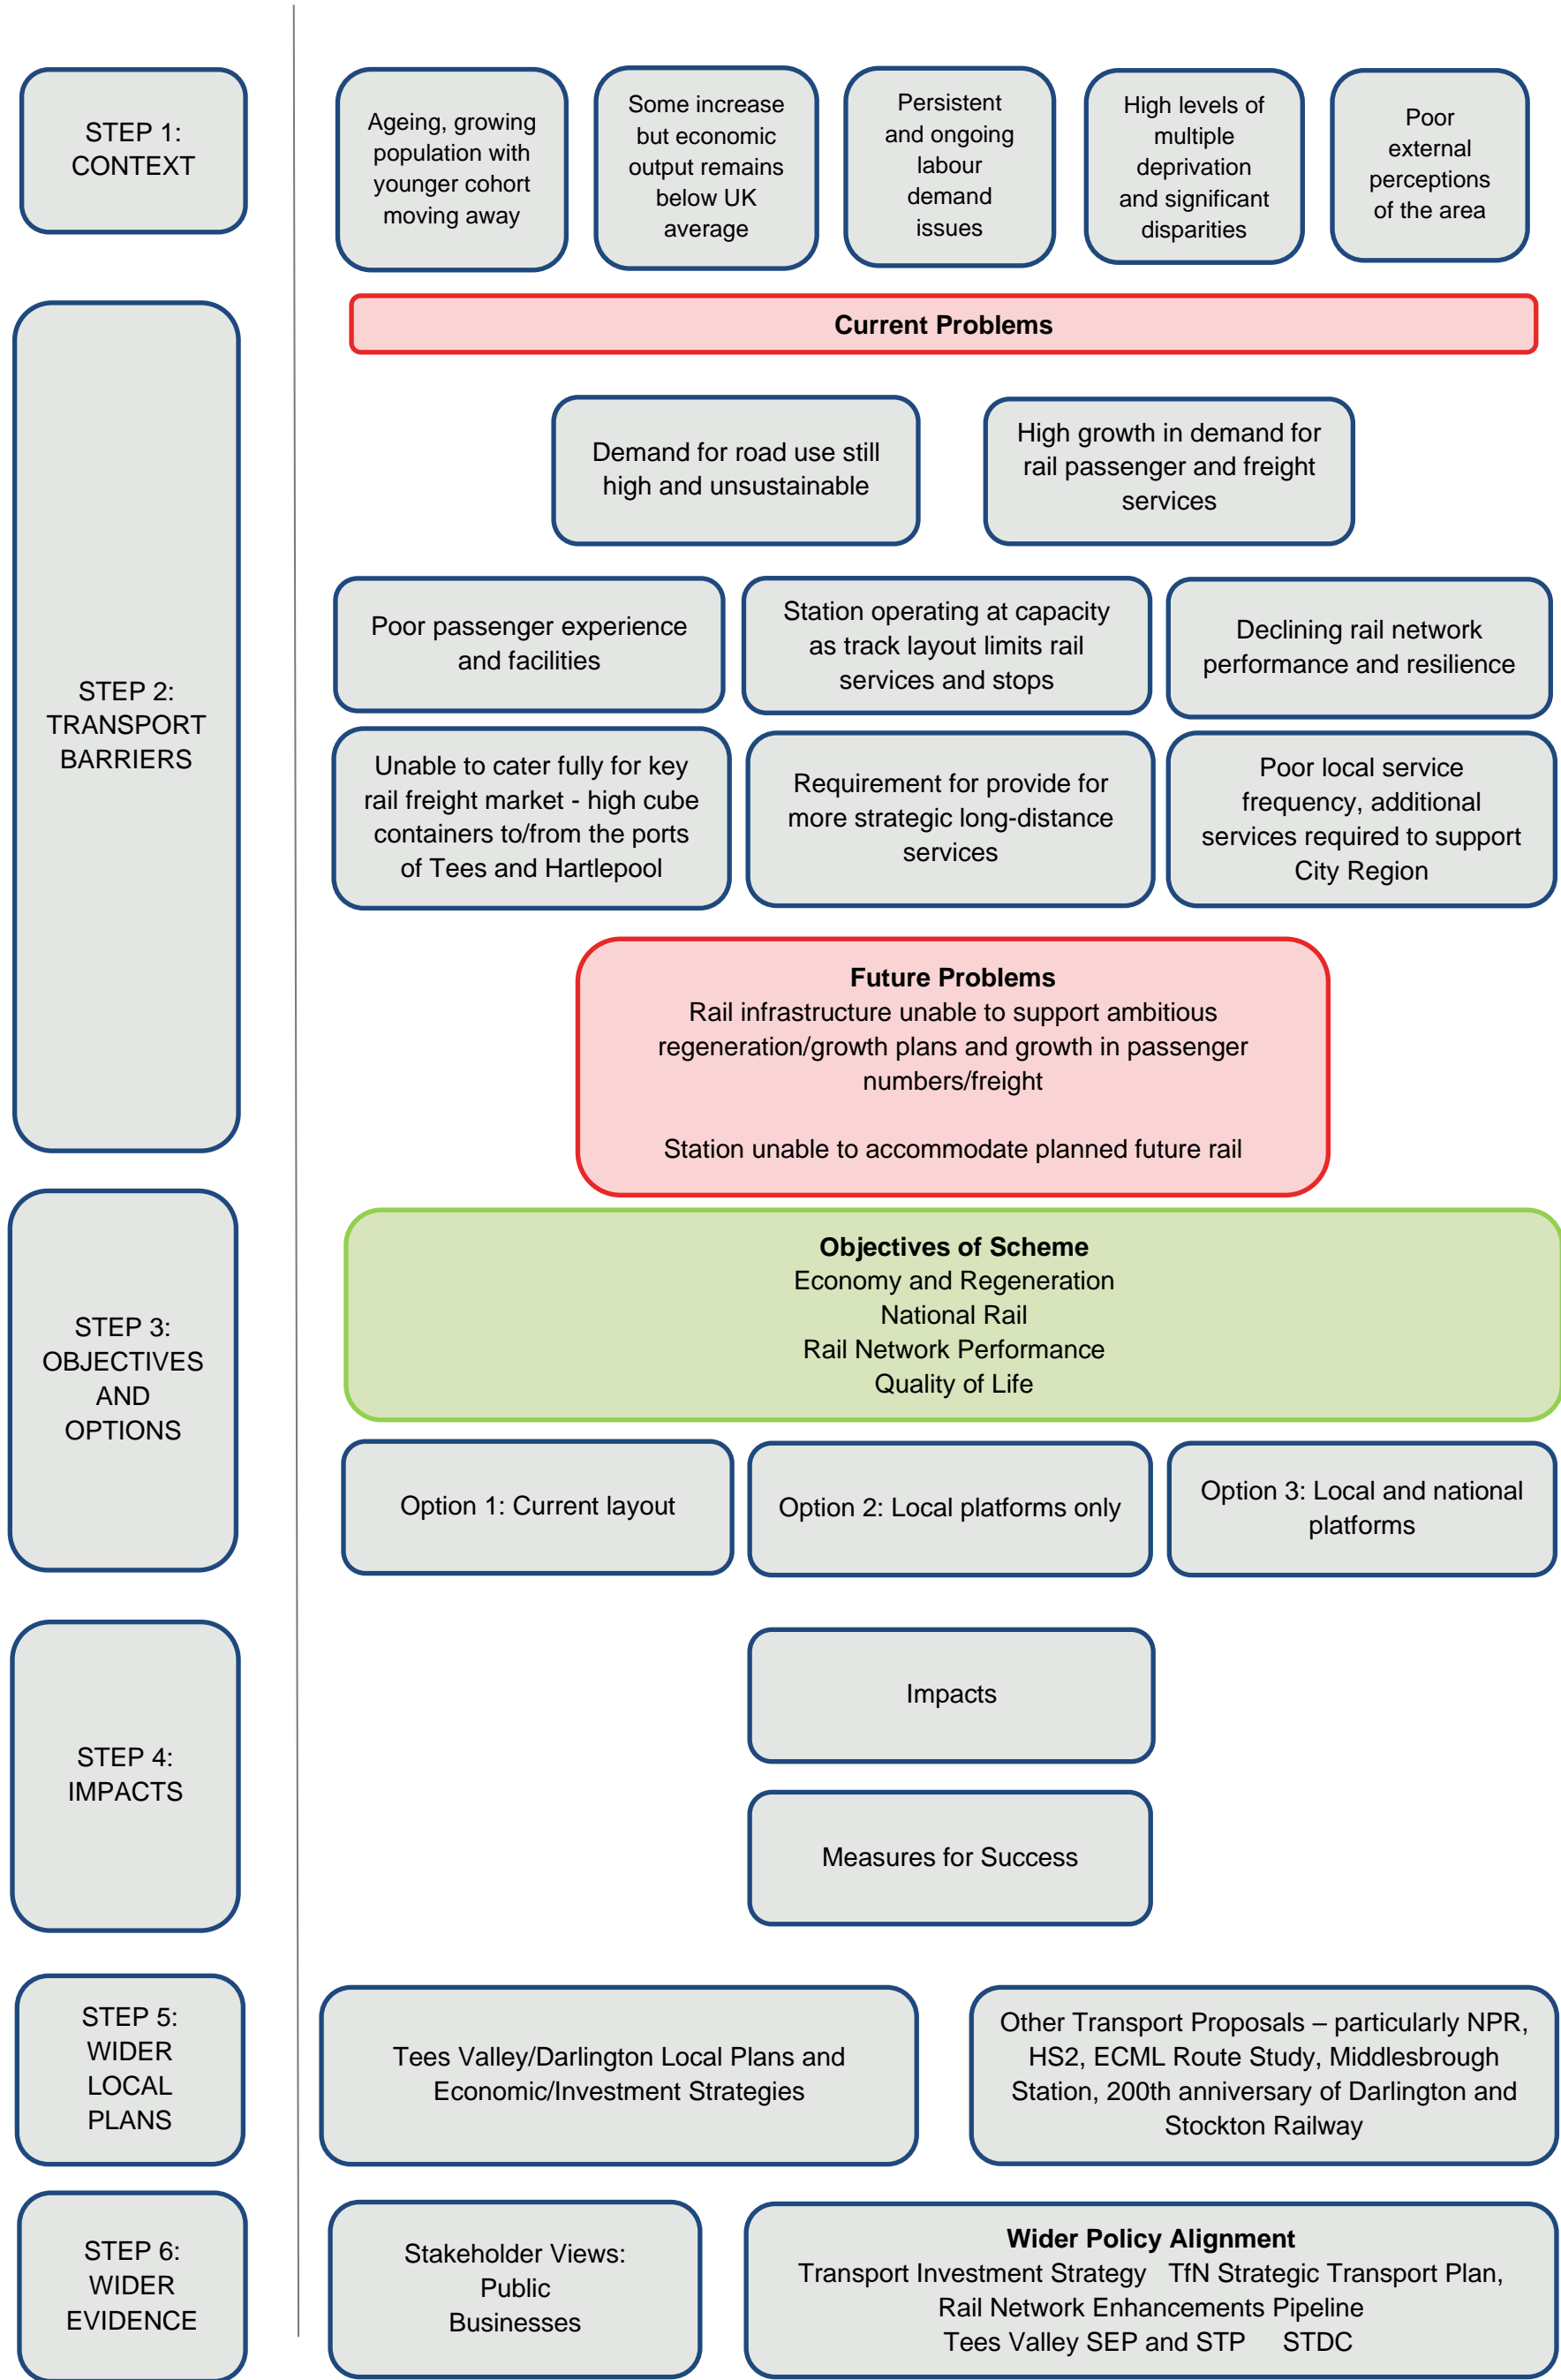 STEP 1:
CONTEXT
Ageing, growing
population with
younger cohort
moving away
Some increase
but economic
output remains
below UK
average
Persistent
and ongoing
labour
demand
issues
High levels of
multiple
deprivation
and significant
disparities
Poor
external
perceptions
of the area
STEP 2:
TRANSPORT
BARRIERS
Current Problems
Demand for road use still
high and unsustainable
High growth in demand for
rail passenger and freight
services
Poor passenger experience
and facilities
Station operating at capacity
as track layout limits rail
services and stops
Declining rail network
performance and resilience
Unable to cater fully for key
rail freight market - high cube
containers to/from the ports
of Tees and Hartlepool
Requirement for provide for
more strategic long-distance
services
Poor local service
frequency, additional
services required to support
City Region
Future Problems
Rail infrastructure unable to support ambitious
regeneration/growth plans and growth in passenger
numbers/freight
Station unable to accommodate planned future rail
STEP 3:
OBJECTIVES
AND
OPTIONS
Objectives of Scheme
Economy and Regeneration
National Rail
Rail Network Performance
Quality of Life
Option 1: Current layout
Option 2: Local platforms only
Option 3: Local and national
platforms
STEP 4:
IMPACTS
Impacts
Measures for Success
STEP 5:
WIDER
LOCAL
PLANS
Tees Valley/Darlington Local Plans and
Economic/Investment Strategies
Other Transport Proposals – particularly NPR,
HS2, ECML Route Study, Middlesbrough
Station, 200th anniversary of Darlington and
Stockton Railway
STEP 6:
WIDER
EVIDENCE
Stakeholder Views:
Public
Businesses
Wider Policy Alignment
Transport Investment Strategy   TfN Strategic Transport Plan,
Rail Network Enhancements Pipeline
Tees Valley SEP and STP     STDC